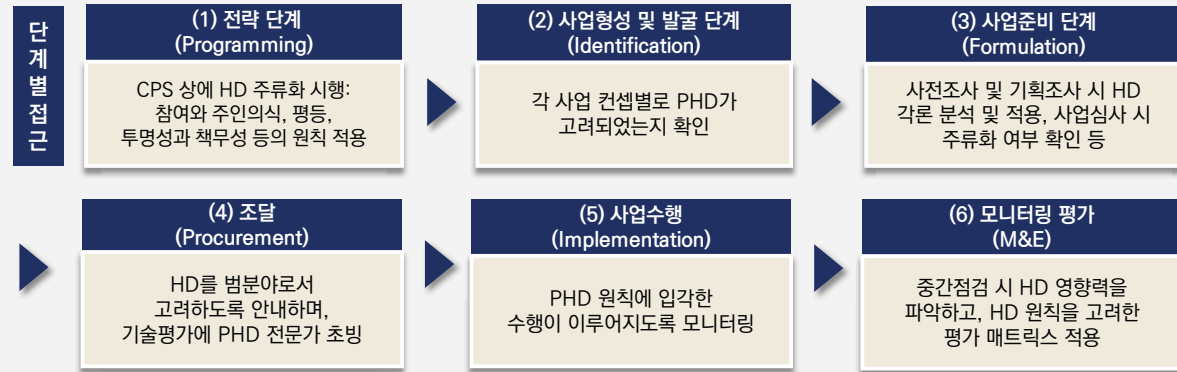 단계별접근
(1) 전략 단계
(Programming)
CPS 상에 HD 주류화 시행:
참여와 주인의식, 평등,
투명성과 책무성 등의 원칙 적용
(2) 사업형성 및 발굴 단계
(Identification)
각 사업 컨셉별로 PHD가
고려되었는지 확인
(3) 사업준비 단계
(Formulation)
사전조사 및 기획조사 시 HD
각론 분석 및 적용, 사업심사 시
주류화 여부 확인 등
(4) 조달
(Procurement)
HD를 범분야로서
고려하도록 안내하며,
기술평가에 PHD 전문가 초빙
(5) 사업수행
(Implementation)
PHD 원칙에 입각한
수행이 이루어지도록 모니터링
(6) 모니터링 평가
(M&E)
중간점검 시 HD 영향력을
파악하고, HD 원칙을 고려한
평가 매트릭스 적용